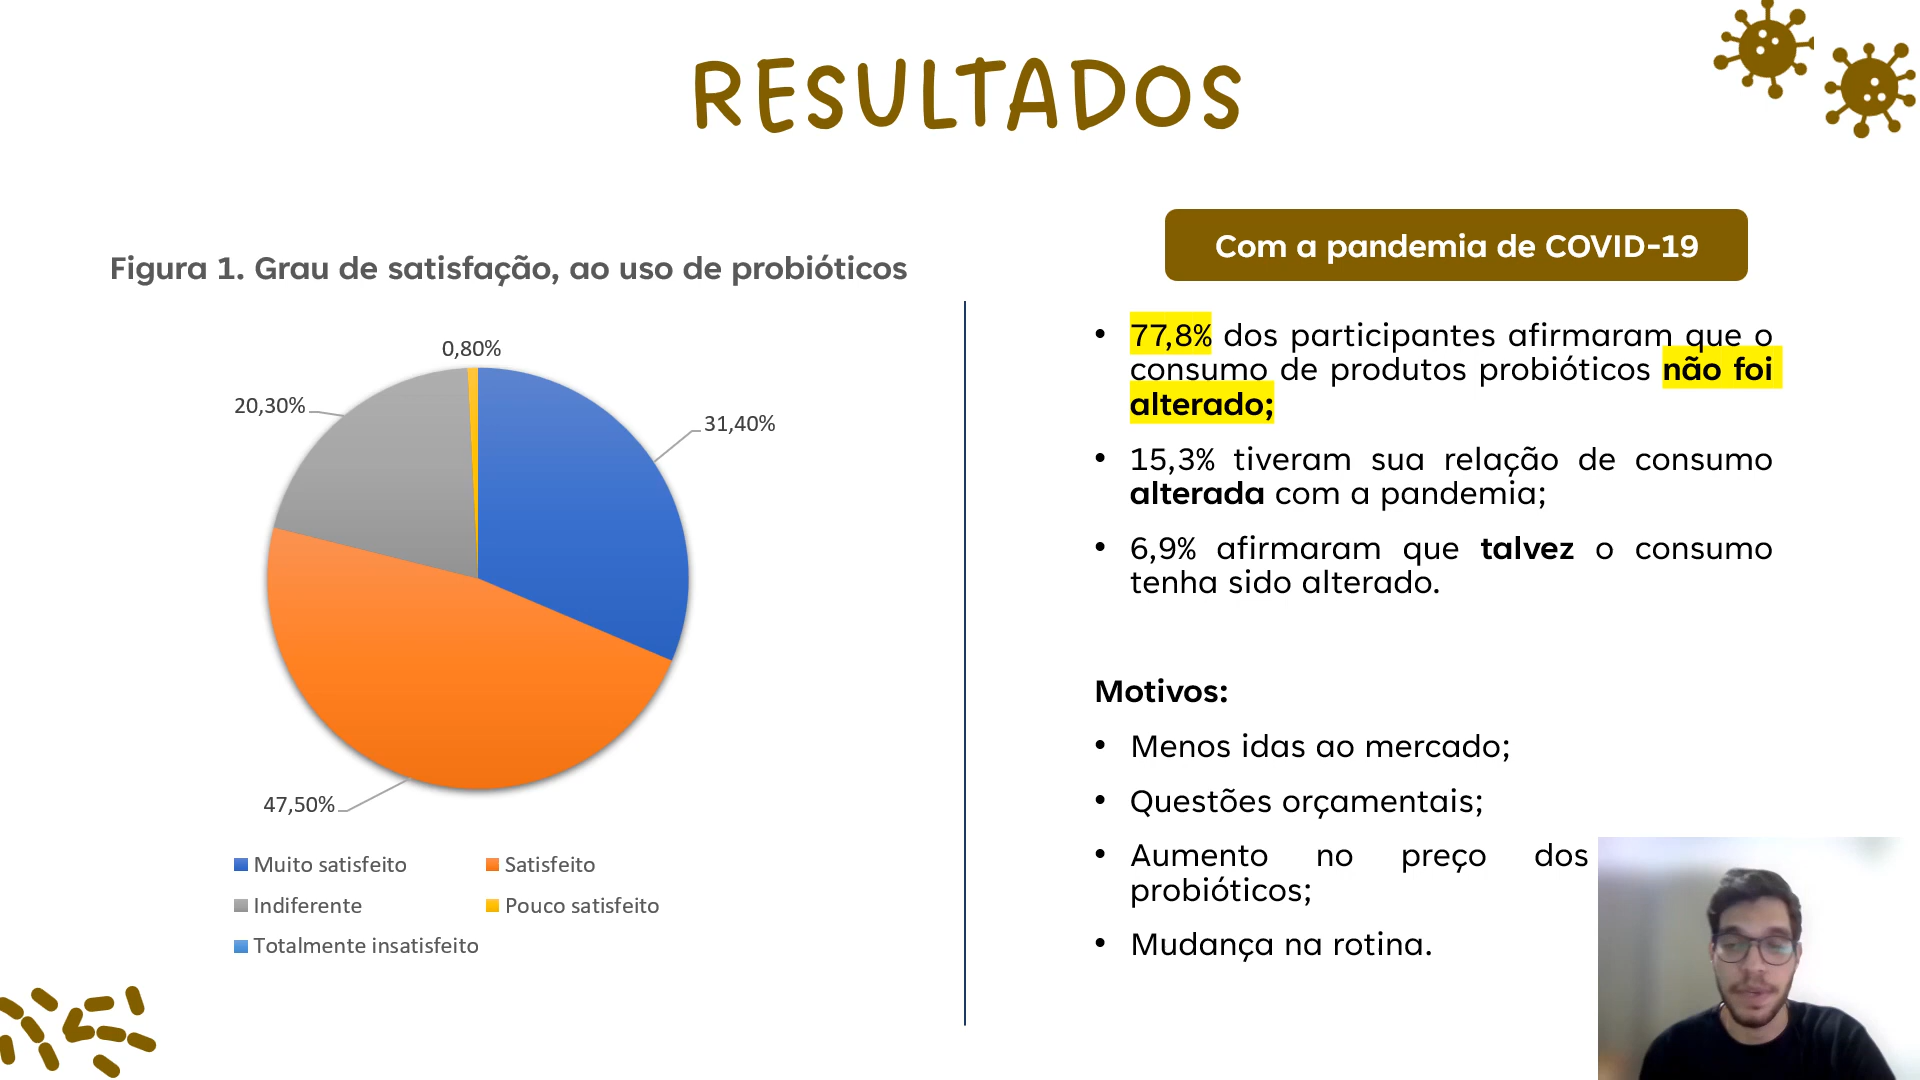 RESULTADOS
Figura 1. Grau de satisfação, ao uso de probióticos
0,80%
20,30%
31,40%
47,50%
Muito satisfeito
Satisfeito
Indiferente
Pouco satisfeito
Totalmente insatisfeito
Com a pandemia de COVID-19
• 77,8% dos participantes afirmaram que o
consumo de produtos probióticos não foi
alterado;
• 15,3% tiveram sua relação de consumo
alterada com a pandemia;
• 6,9% afirmaram que talvez o consumo
tenha sido alterado.
Motivos:
• Menos idas ao mercado;
• Questões orçamentais;
• Aumento no preço dos
probióticos;
• Mudança na rotina.